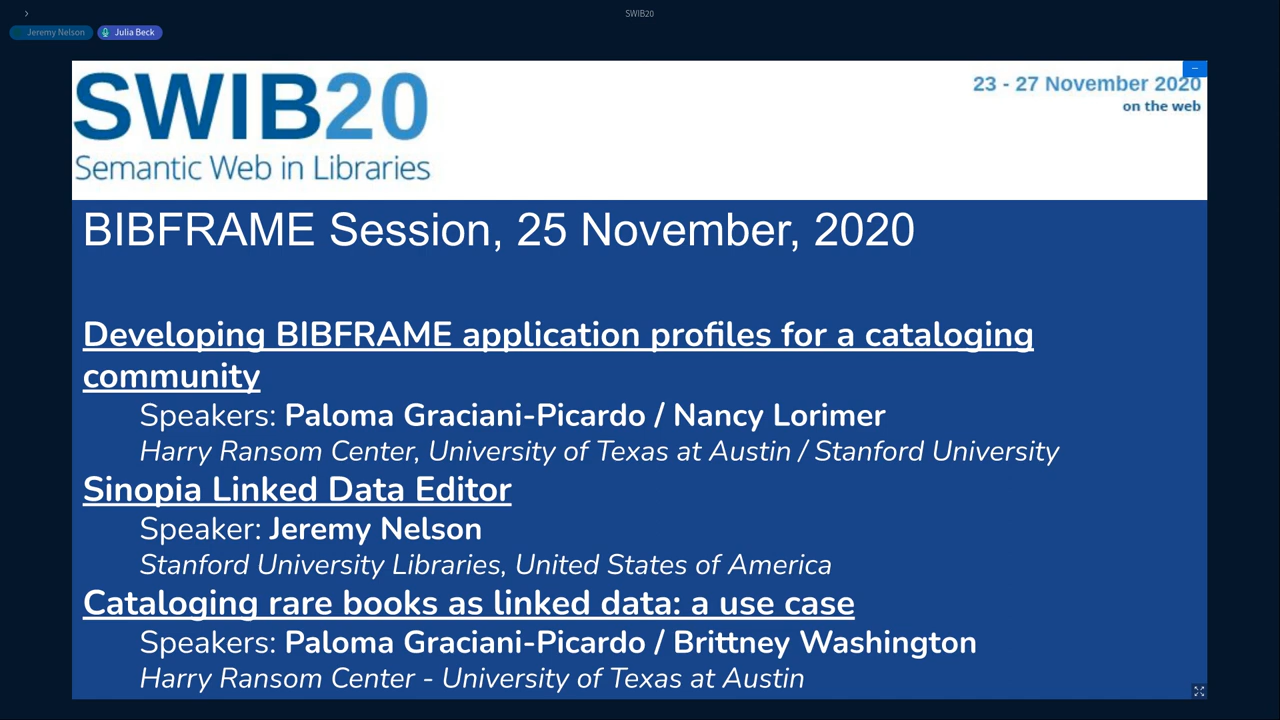 SWIB20
Jeremy Nelson
Julia Beck
SWIB20
23 - 27 November 2020
on the web
Semantic Web in Libraries
BIBFRAME Session, 25 November, 2020
Developing BIBFRAME application profiles for a cataloging
community
Speakers: Paloma Graciani-Picardo / Nancy Lorimer
Harry Ransom Center, University of Texas at Austin / Stanford University
Sinopia Linked Data Editor
Speaker: Jeremy Nelson
Stanford University Libraries, United States of America
Cataloging rare books as linked data: a use case
Speakers: Paloma Graciani-Picardo / Brittney Washington
Harry Ransom Center - University of Texas at Austin